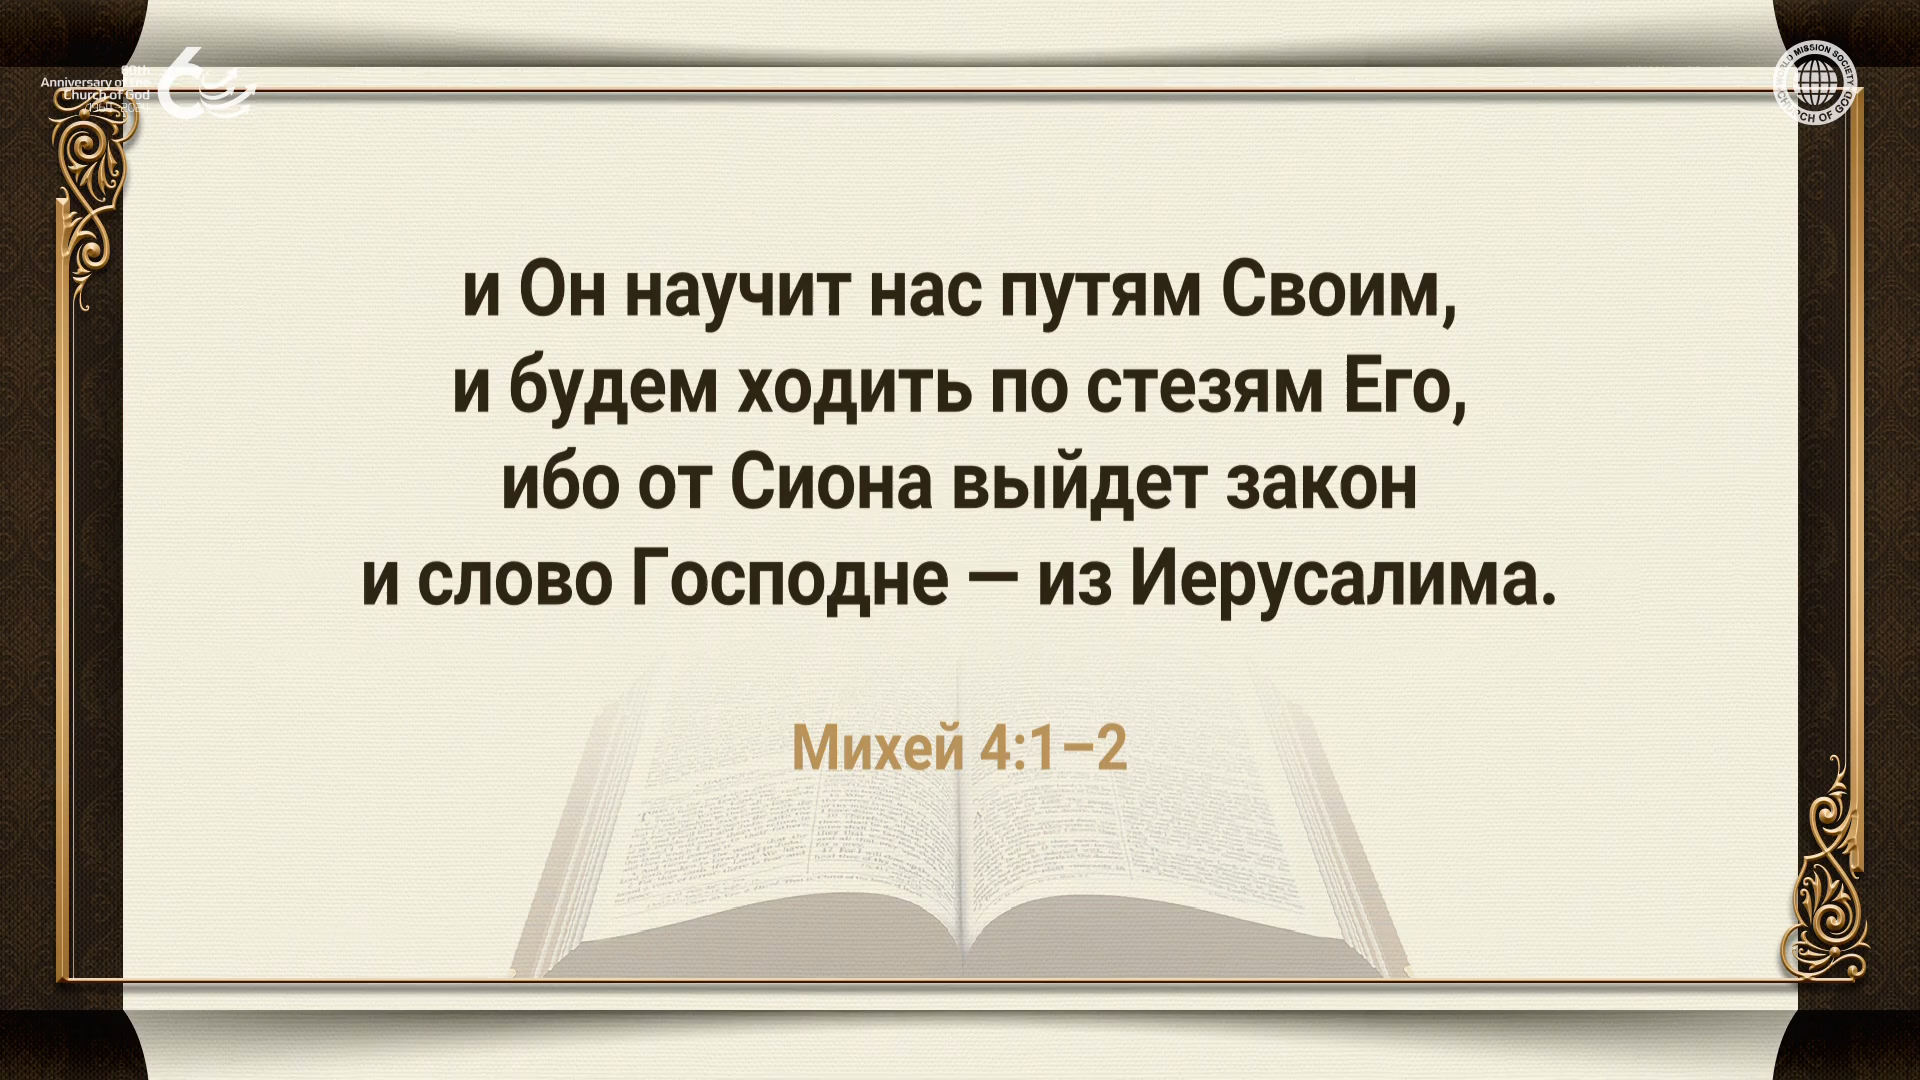 60th
Anniversary of the
Church of God
WORLD MISSION SOCIETY
CHURCH OF GOD
и Он научит нас путям Своим,
и будем ходить по стезям Его,
ибо от Сиона выйдет закон
и слово Господне — из Иерусалима.
Михей 4:1–2